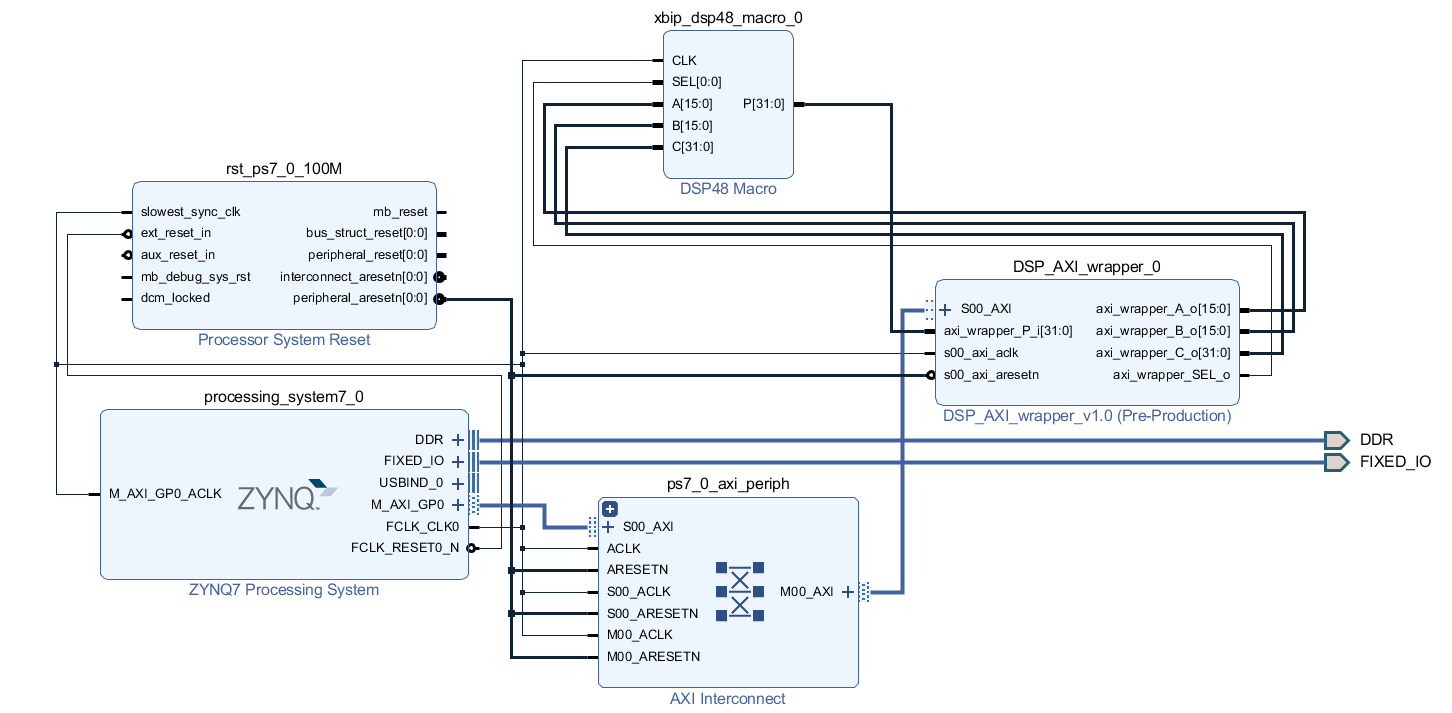 xbip_dsp48_macro_0
CLK
SEL[0:0]
A[15:0]
P[31:0]
B[15:0]
C[31:0]
DSP48 Macro
rst_ps7_0_100M
slowest_sync_clk
mb_reset
ext_reset_in
bus_struct_reset[0:0]
aux_reset_in
peripheral_reset[0:0]
mb_debug_sys_rst
interconnect_aresetn[0:0]
dcm_locked
peripheral_aresetn[0:0]
Processor System Reset
DSP_AXI_wrapper_0
S00_AXI
axi_wrapper_A_o[15:0]
axi_wrapper_P_i[31:0]
axi_wrapper_B_o[15:0]
s00_axi_aclk
axi_wrapper_C_o[31:0]
s00_axi_aresetn
axi_wrapper_SEL_o
DSP_AXI_wrapper_v1.0 (Pre-Production)
processing_system7_0
DDR
FIXED_IO
USBIND_0
M_AXI_GP0_ACLK
ZYNQ
M_AXI_GP0
FCLK_CLK0
FCLK_RESET0_N
ZYNQ7 Processing System
DDR
FIXED_IO
ps7_0_axi_periph
S00_AXI
ACLK
ARESETN
S00_ACLK
M00_AXI
S00_ARESETN
M00_ACLK
M00_ARESETN
AXI Interconnect